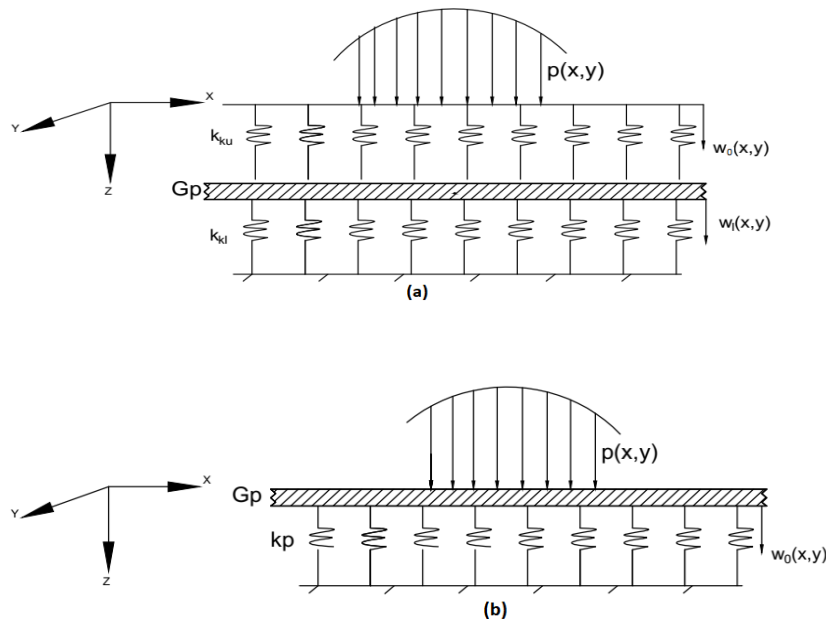 p(x,y)
X
Y
k_ku
w_0(x,y)
Z
Gp
k_kl
w_l(x,y)
(a)
p(x,y)
X
Gp
Y
kp
w_0(x,y)
Z
(b)